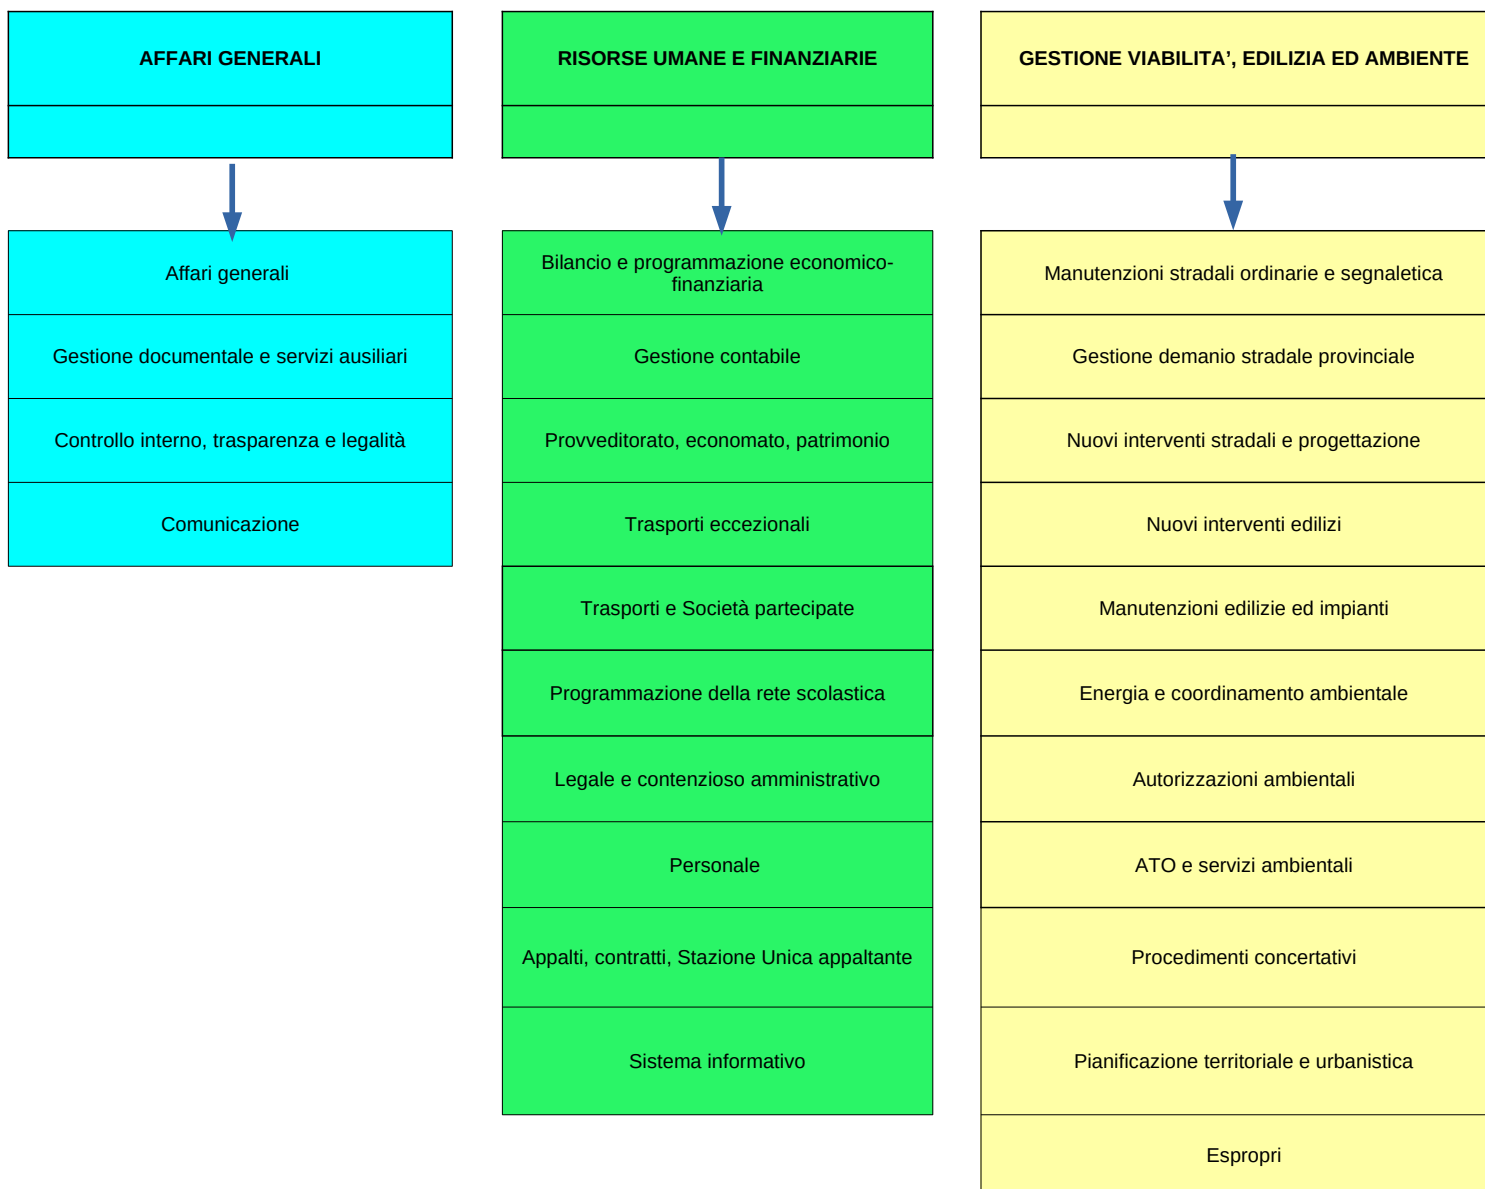 AFFARI GENERALI
Affari generali
Gestione documentale e servizi ausiliari
Controllo interno, trasparenza e legalità
Comunicazione
RISORSE UMANE E FINANZIARIE
Bilancio e programmazione economico-
finanziaria
Gestione contabile
Provveditorato, economato, patrimonio
Trasporti eccezionali
Trasporti e Società partecipate
Programmazione della rete scolastica
Legale e contenzioso amministrativo
Personale
Appalti, contratti, Stazione Unica appaltante
Sistema informativo
GESTIONE VIABILITA’, EDILIZIA ED AMBIENTE
Manutenzioni stradali ordinarie e segnaletica
Gestione demanio stradale provinciale
Nuovi interventi stradali e progettazione
Nuovi interventi edilizi
Manutenzioni edilizie ed impianti
Energia e coordinamento ambientale
Autorizzazioni ambientali
ATO e servizi ambientali
Procedimenti concertativi
Pianificazione territoriale e urbanistica
Espropri